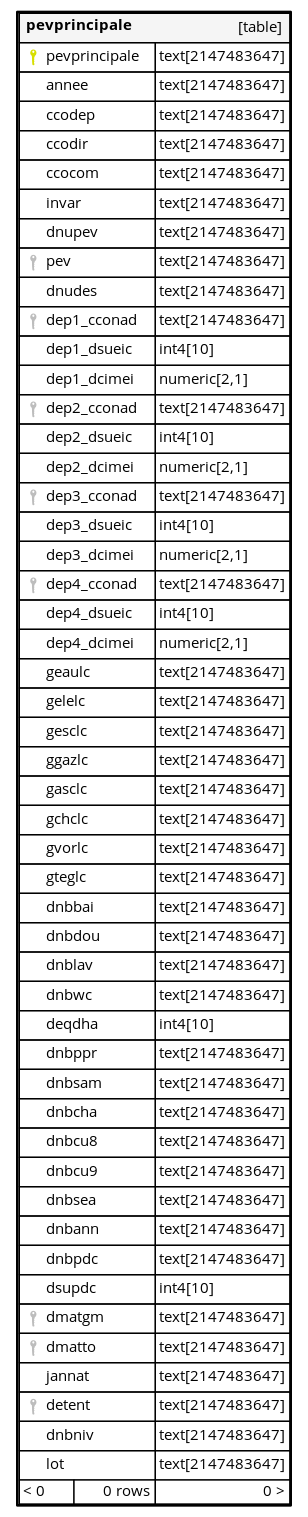 pevprincipale [table]
pevprincipale text[2147483647]
annee text[2147483647]
ccodep text[2147483647]
ccodir text[2147483647]
ccocom text[2147483647]
invar text[2147483647]
dnupev text[2147483647]
pev text[2147483647]
dnudes text[2147483647]
dep1_cconad text[2147483647]
dep1_dsueic int4[10]
dep1_dcimei numeric[2,1]
dep2_cconad text[2147483647]
dep2_dsueic int4[10]
dep2_dcimei numeric[2,1]
dep3_cconad text[2147483647]
dep3_dsueic int4[10]
dep3_dcimei numeric[2,1]
dep4_cconad text[2147483647]
dep4_dsueic int4[10]
dep4_dcimei numeric[2,1]
geaulc text[2147483647]
gelelc text[2147483647]
gesclc text[2147483647]
ggazlc text[2147483647]
gasclc text[2147483647]
gchclc text[2147483647]
gvorlc text[2147483647]
gteglc text[2147483647]
dnbbai text[2147483647]
dnbdou text[2147483647]
dnblav text[2147483647]
dnbwc text[2147483647]
deqdha int4[10]
dnbppr text[2147483647]
dnbsam text[2147483647]
dnbcha text[2147483647]
dnbcu8 text[2147483647]
dnbcu9 text[2147483647]
dnbsea text[2147483647]
dnbann text[2147483647]
dnbpdc text[2147483647]
dsupdc int4[10]
dmatgm text[2147483647]
dmatto text[2147483647]
jannat text[2147483647]
detent text[2147483647]
dnbniv text[2147483647]
lot text[2147483647]
< 0 0 rows 0 >